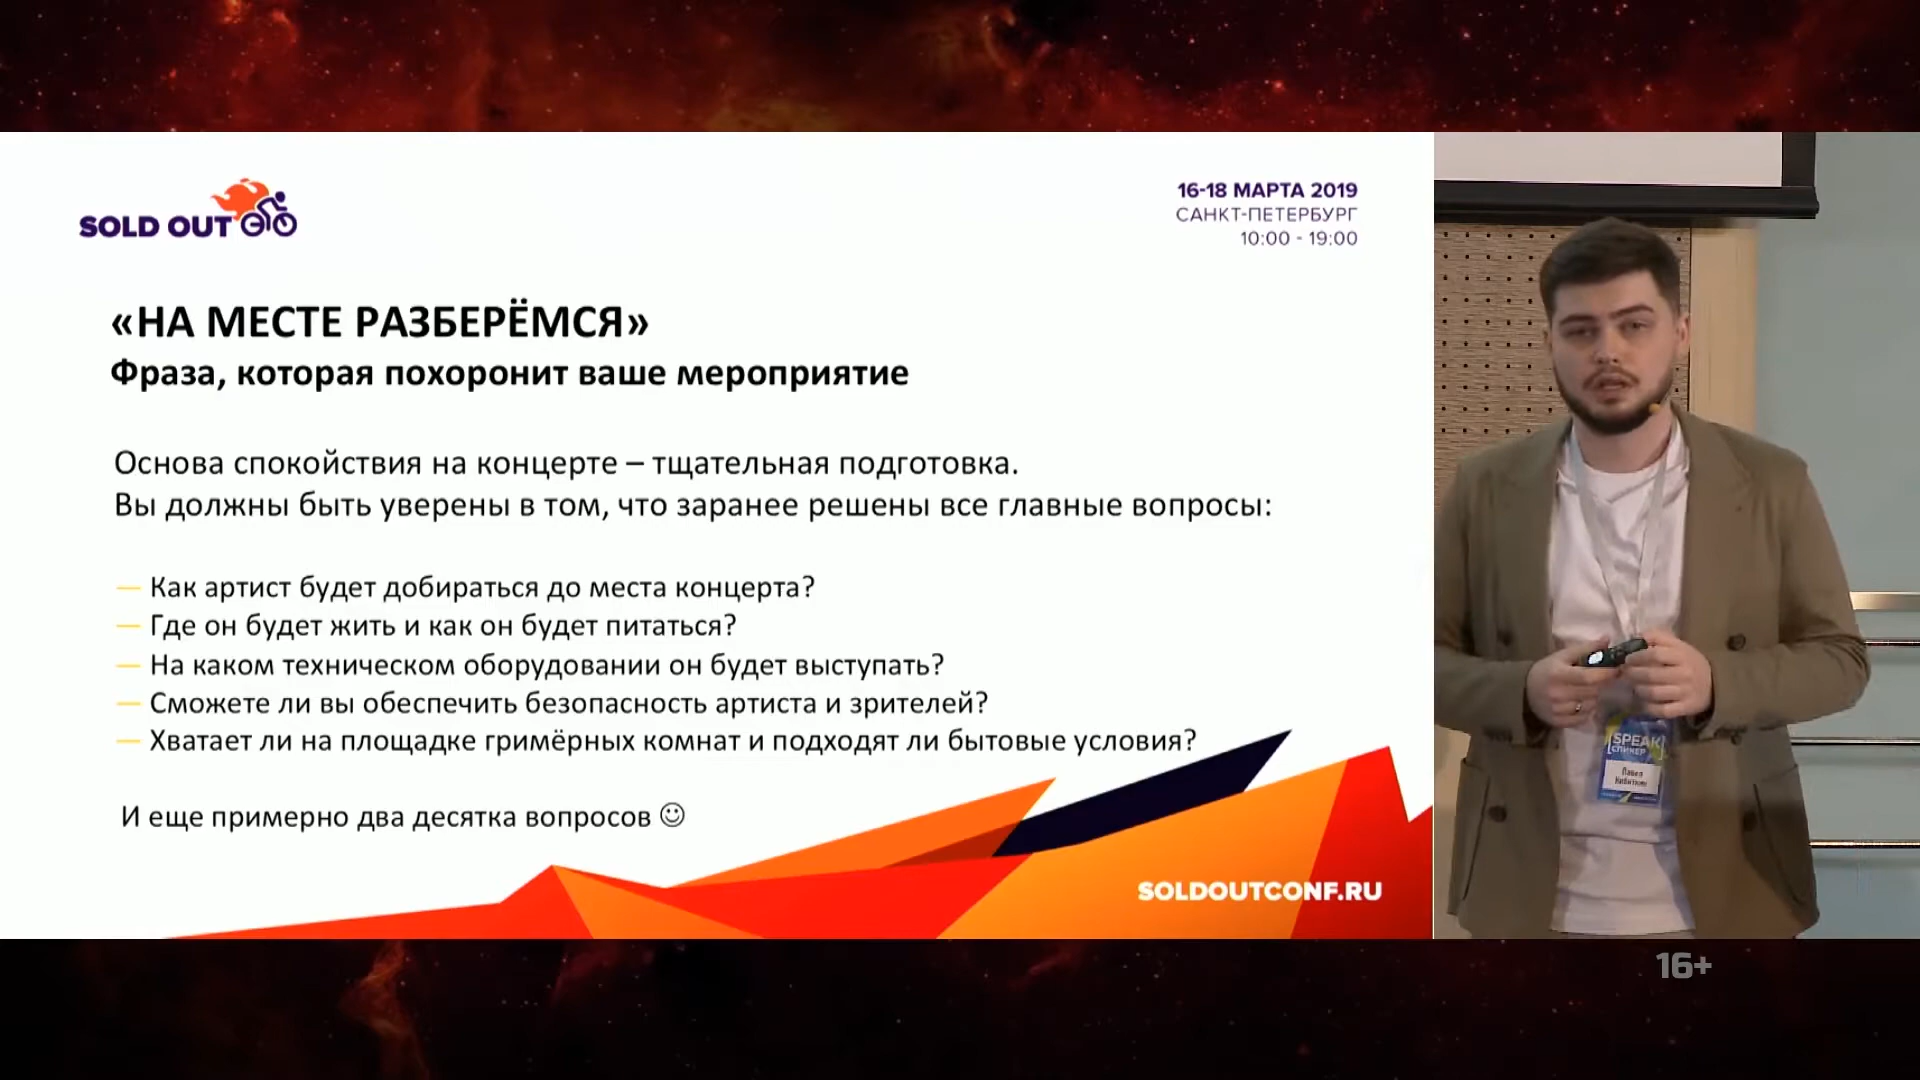 SOLD OUT
16-18 МАРТА 2019
САНКТ-ПЕТЕРБУРГ
10:00 - 19:00
«НА МЕСТЕ РАЗБЕРЁМСЯ»
Фраза, которая похоронит ваше мероприятие
Основа спокойствия на концерте – тщательная подготовка.
Вы должны быть уверены в том, что заранее решены все главные вопросы:
— Как артист будет добираться до места концерта?
— Где он будет жить и как он будет питаться?
— На каком техническом оборудовании он будет выступать?
— Сможете ли вы обеспечить безопасность артиста и зрителей?
— Хватает ли на площадке гримёрных комнат и подходят ли бытовые условия?
И еще примерно два десятка вопросов ☺
SOLDOUTCONF.RU
SPEAK
СПИКЕР
Павел
16+